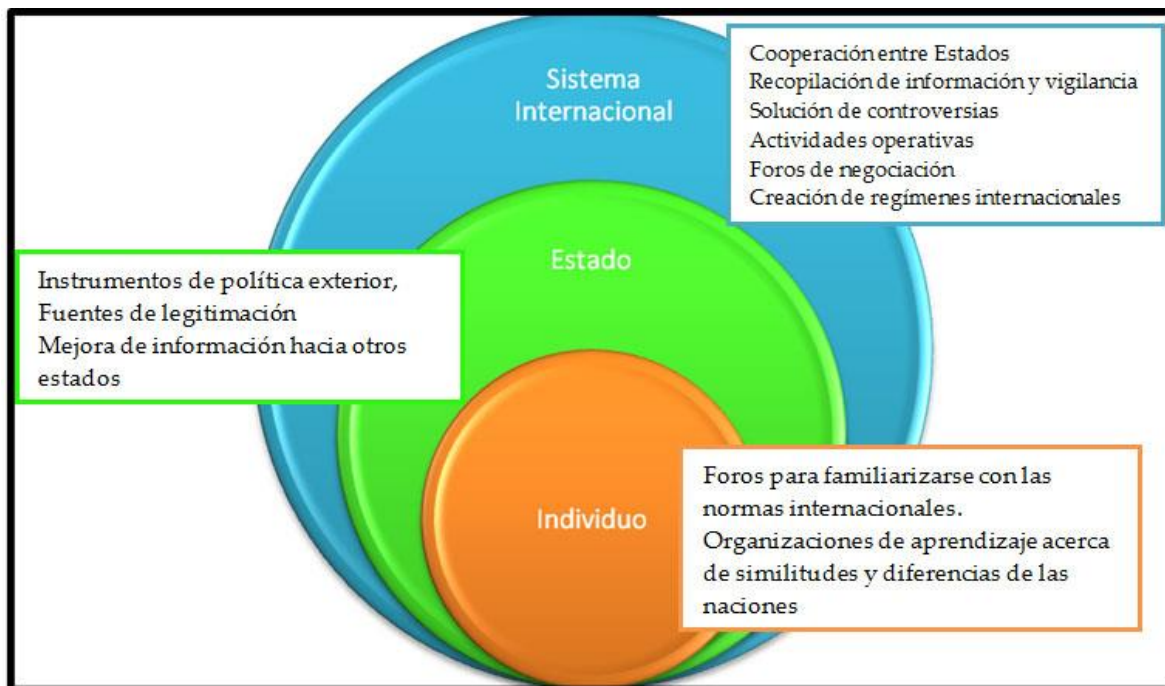 Sistema
Internacional
Cooperación entre Estados
Recopilación de información y vigilancia
Solución de controversias
Actividades operativas
Foros de negociación
Creación de regímenes internacionales
Estado
Instrumentos de política exterior,
Fuentes de legitimación
Mejora de información hacia otros
estados
Individuo
Foros para familiarizarse con las
normas internacionales.
Organizaciones de aprendizaje acerca
de similitudes y diferencias de las
naciones